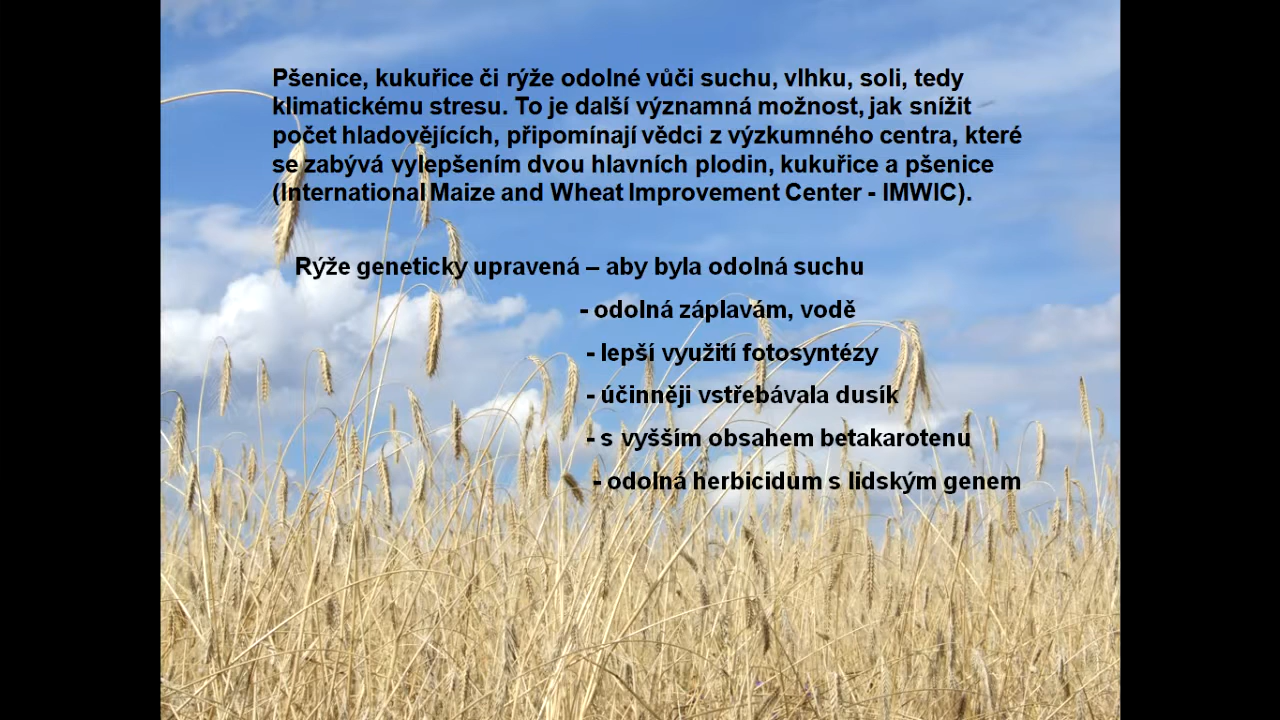 Pšenice, kukuřice či rýže odolné vůči suchu, vlhku, soli, tedy
klimatickému stresu. To je další významná možnost, jak snížit
počet hladovějících, připomínají vědci z výzkumného centra, které
se zabývá vylepšením dvou hlavních plodin, kukuřice a pšenice
(International Maize and Wheat Improvement Center - IMWIC).
Rýže geneticky upravená – aby byla odolná suchu
- odolná záplavám, vodě
- lepší využití fotosyntézy
- účinněji vstřebávala dusík
- s vyšším obsahem betakarotenu
- odolná herbicidům s lidským genem